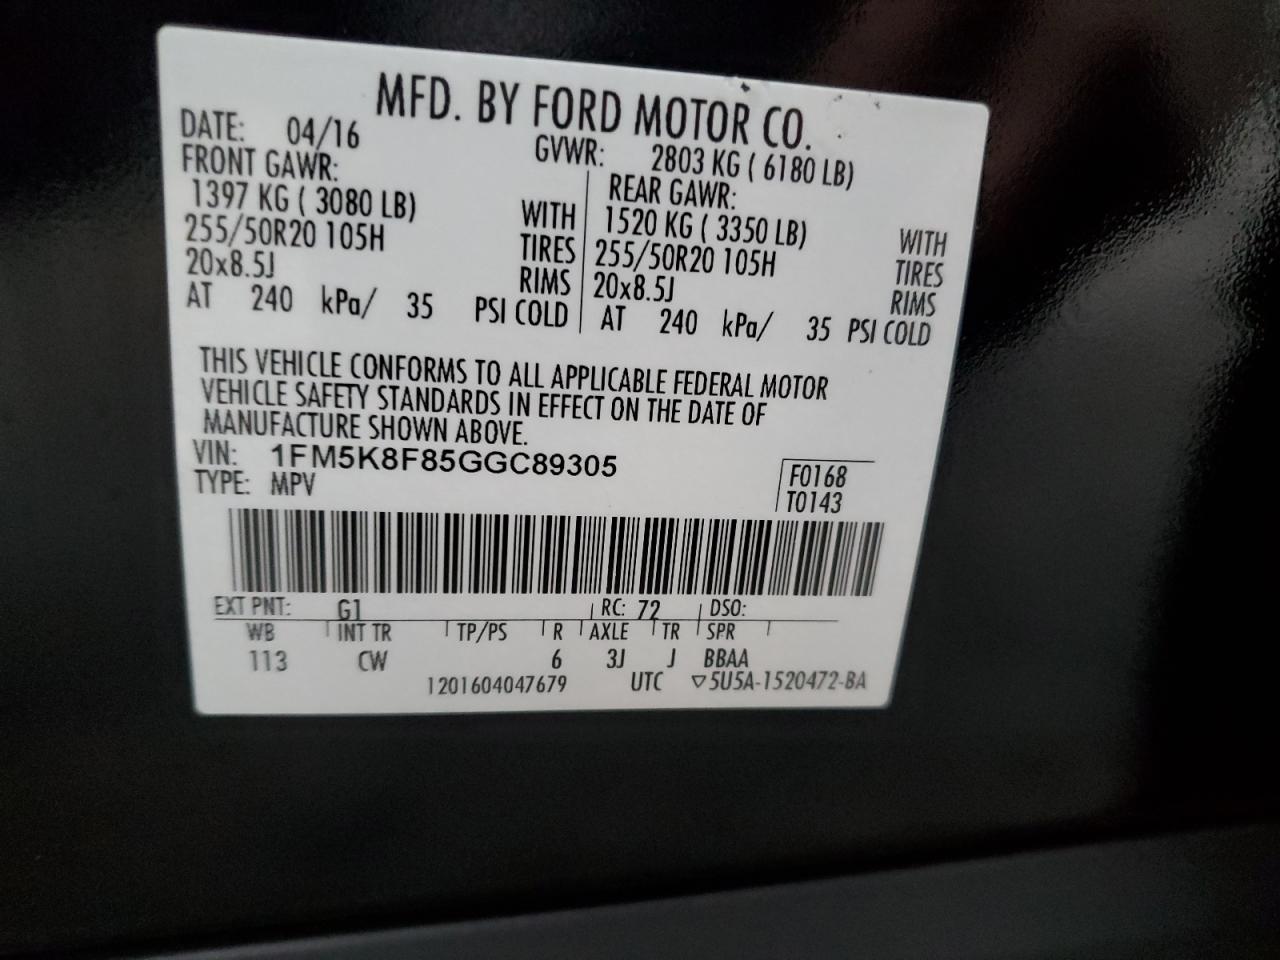 MFD. BY FORD MOTOR CO.
DATE: 04/16 GVWR: 2803 KG ( 6180 LB)
FRONT GAWR: REAR GAWR:
1397 KG ( 3080 LB) WITH 1520 KG ( 3350 LB) WITH
255/50R20 105H TIRES 255/50R20 105H TIRES
20x8.5J RIMS 20x8.5J RIMS
AT 240 kPa/ 35 PSI COLD AT 240 kPa/ 35 PSI COLD
THIS VEHICLE CONFORMS TO ALL APPLICABLE FEDERAL MOTOR
VEHICLE SAFETY STANDARDS IN EFFECT ON THE DATE OF
MANUFACTURE SHOWN ABOVE.
VIN: 1FM5K8F85GGC89305 F0168
TYPE: MPV T0143
EXT PNT: G1 RC: 72 DSO:
WB INT TR TP/PS R AXLE TR SPR
113 CW 6 3J J BBAA
1201604047679 UTC ▽5U5A-1520472-BA